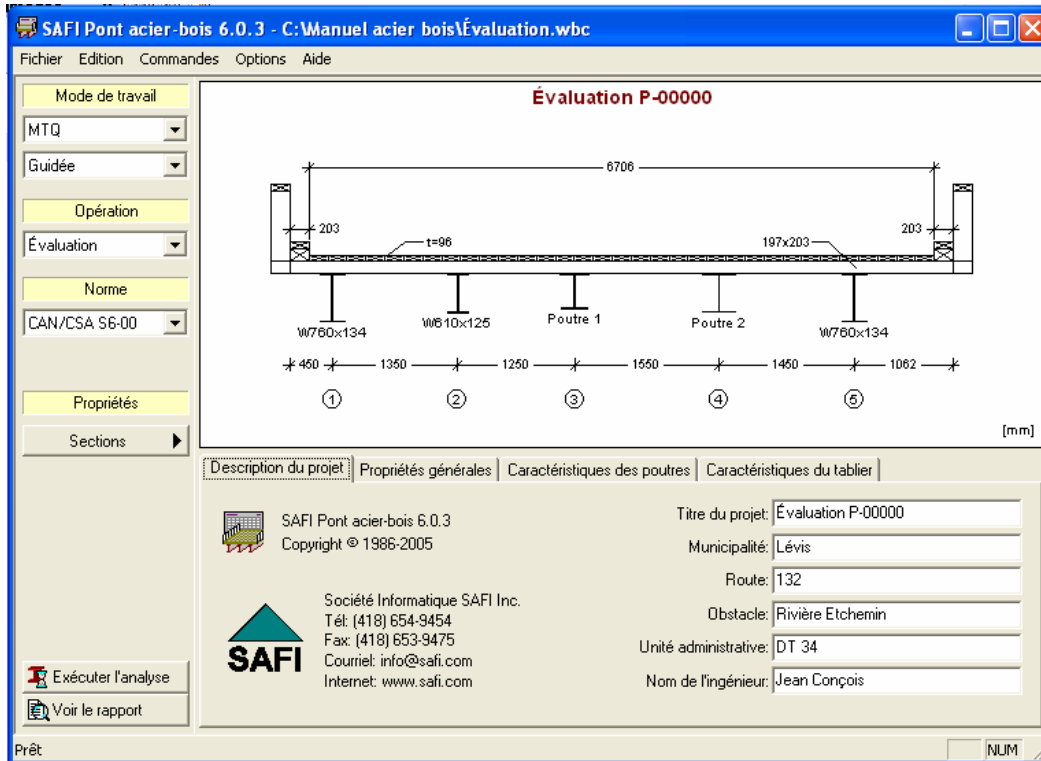 SAFI Pont acier-bois 6.0.3 - C:\Manuel acier bois\Évaluation.wbc
Fichier Edition Commandes Options Aide
Mode de travail
MTQ
Guidée
Opération
Évaluation
Norme
CAN/CSA S6-00
Propriétés
Sections
Exécuter l'analyse
Voir le rapport
Évaluation P-00000
6706
203
t=96
197x203
203
W760x134
W610x125
Poutre 1
Poutre 2
W760x134
450 1350 1250 1550 1450 1062
1 2 3 4 5
[mm]
Description du projet Propriétés générales Caractéristiques des poutres Caractéristiques du tablier
SAFI Pont acier-bois 6.0.3
Copyright © 1986-2005
SAFI
Société Informatique SAFI Inc.
Tél: (418) 654-9454
Fax: (418) 653-9475
Courriel: info@safi.com
Internet: www.safi.com
Titre du projet: Évaluation P-00000
Municipalité: Lévis
Route: 132
Obstacle: Rivière Etchemin
Unité administrative: DT 34
Nom de l'ingénieur: Jean Conçois
Prêt NUM